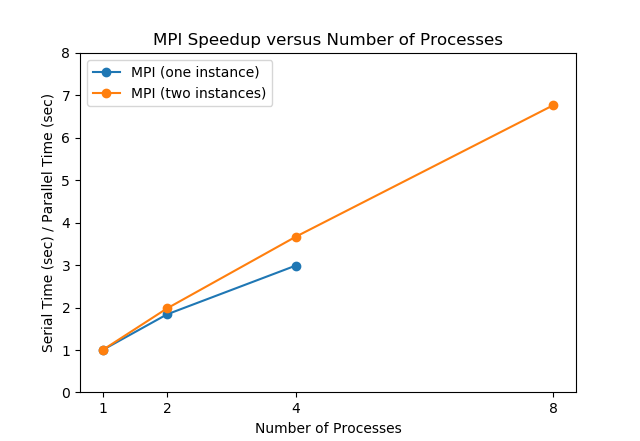 MPI Speedup versus Number of Processes
MPI (one instance)
MPI (two instances)
Serial Time (sec) / Parallel Time (sec)
8
7
6
5
4
3
2
1
0
1 2 4 8
Number of Processes